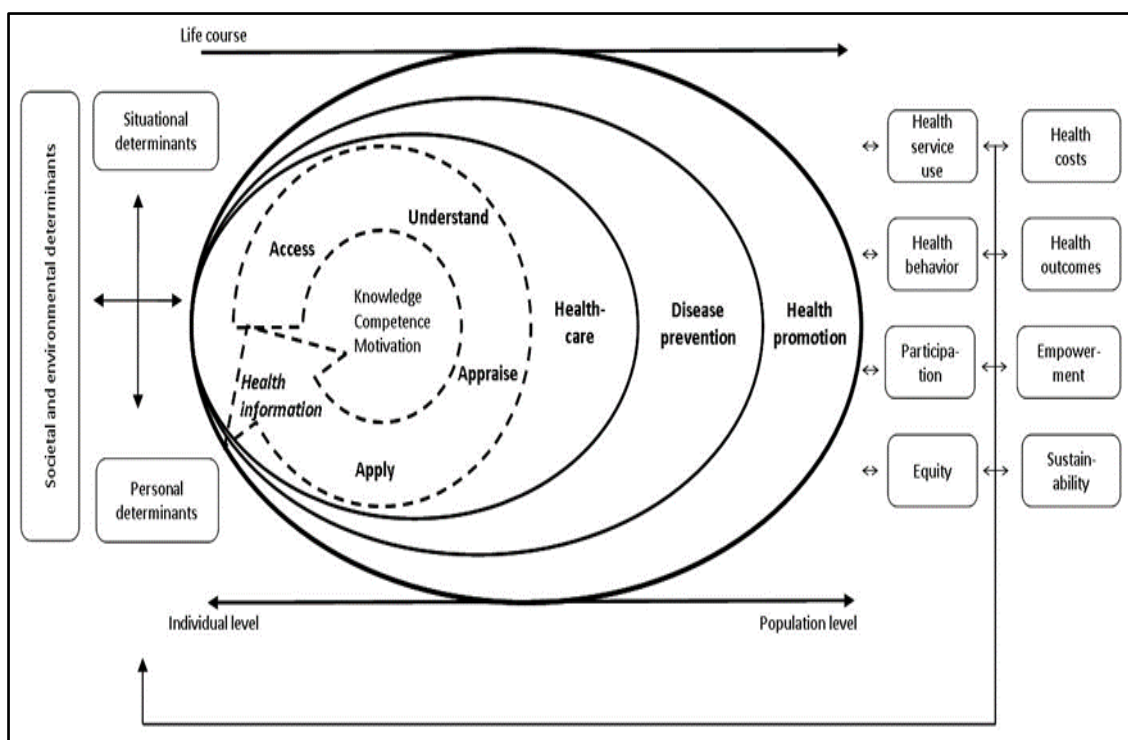 Life course
Societal and environmental determinants
Situational
determinants
Personal
determinants
Access
Understand
Knowledge
Competence
Motivation
Health
information
Appraise
Apply
Health-
care
Disease
prevention
Health
promotion
Health
service
use
Health
costs
Health
behavior
Health
outcomes
Participa-
tion
Empower-
ment
Equity
Sustain-
ability
Individual level
Population level